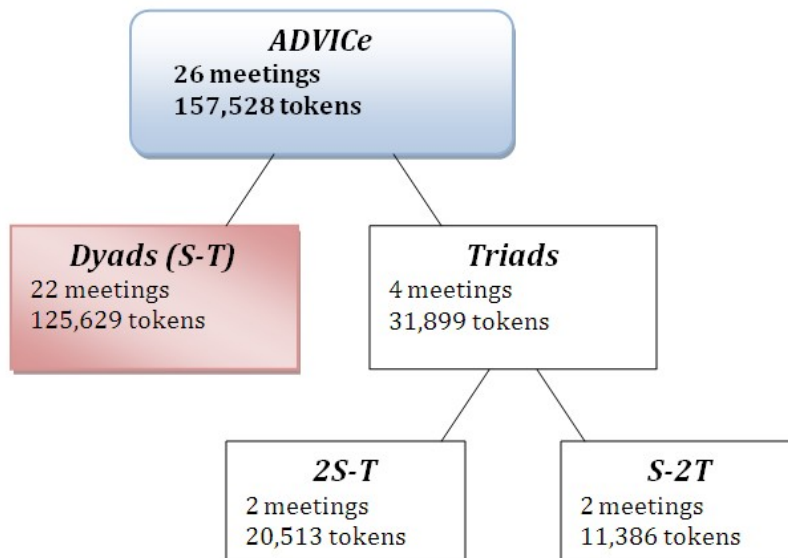 ADVICe
26 meetings
157,528 tokens
Dyads (S-T)
22 meetings
125,629 tokens
Triads
4 meetings
31,899 tokens
2S-T
2 meetings
20,513 tokens
S-2T
2 meetings
11,386 tokens